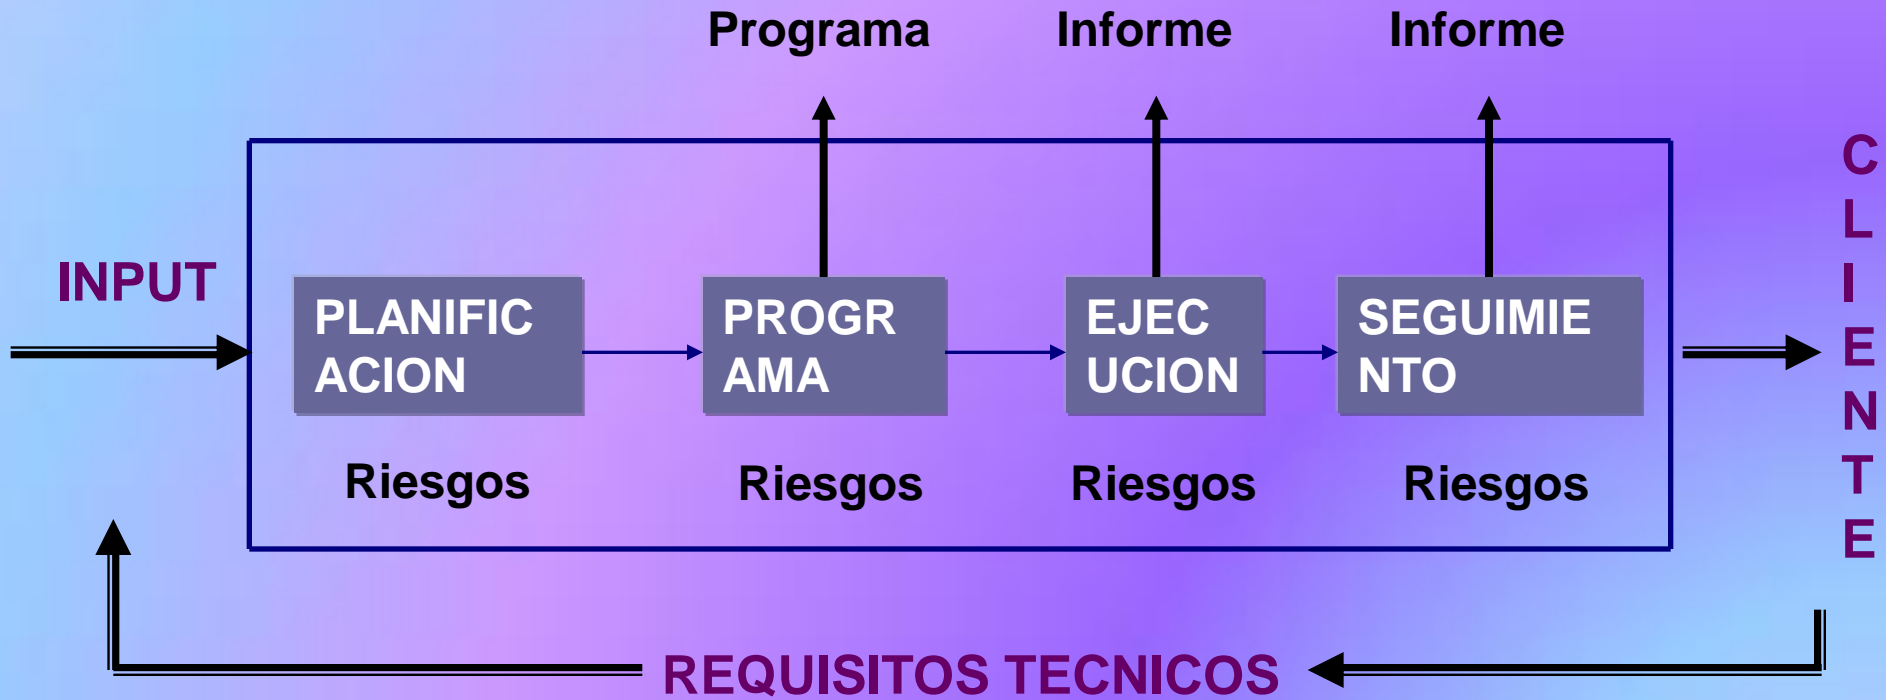 Programa Informe Informe
INPUT
PLANIFIC
ACION
PROGR
AMA
EJEC
UCION
SEGUIMIE
NTO
Riesgos Riesgos Riesgos Riesgos
C
L
I
E
N
T
E
REQUISITOS TECNICOS